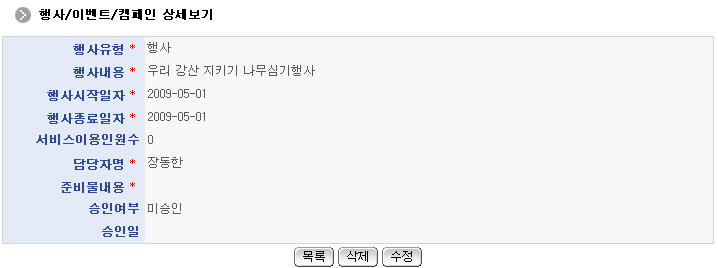 행사/이벤트/캠페인 상세보기
행사유형 * 행사
행사내용 * 우리 강산 지키기 나무심기행사
행사시작일자 * 2009-05-01
행사종료일자 * 2009-05-01
서비스이용인원수 0
담당자명 * 장동한
준비물내용 *
승인여부 미승인
승인일
목록 삭제 수정